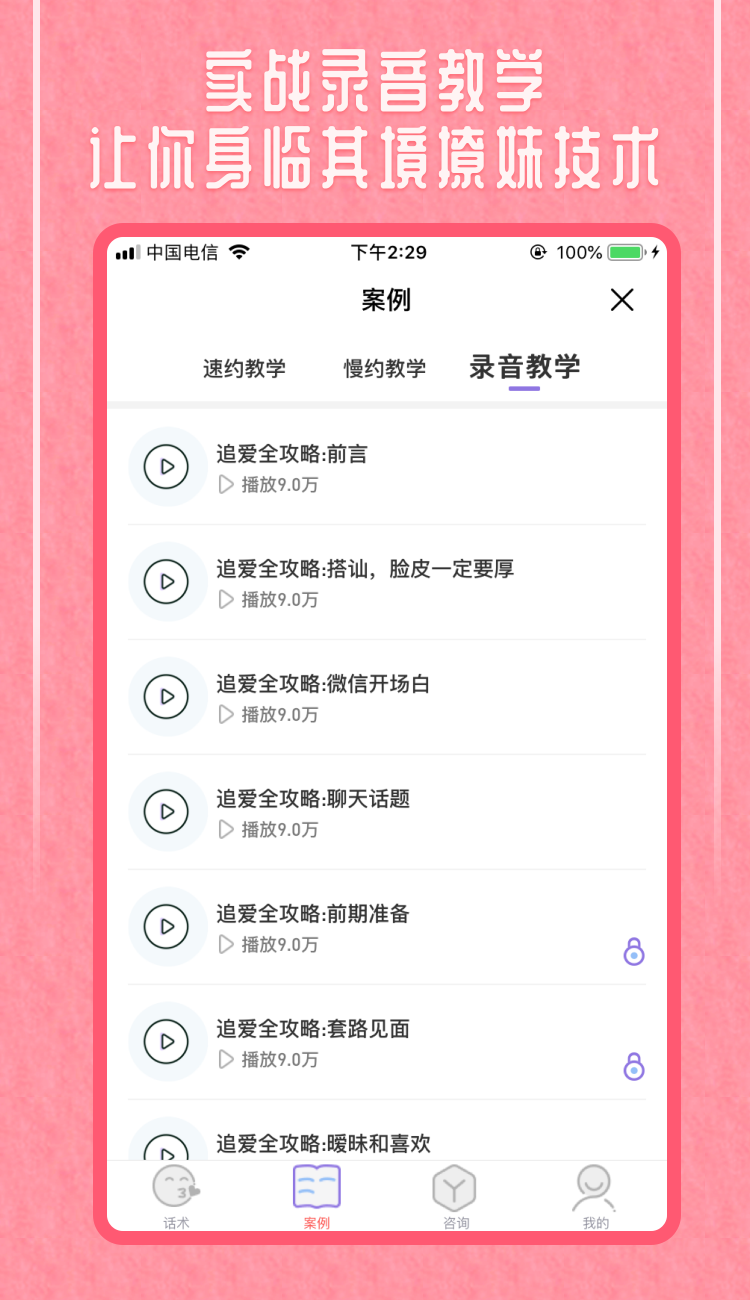 实战录音教学
让你身临其境撩妹技术
中国电信 下午2:29 100%
案例
速约教学 慢约教学 录音教学
追爱全攻略:前言
播放9.0万
追爱全攻略:搭讪，脸皮一定要厚
播放9.0万
追爱全攻略:微信开场白
播放9.0万
追爱全攻略:聊天话题
播放9.0万
追爱全攻略:前期准备
播放9.0万
追爱全攻略:套路见面
播放9.0万
追爱全攻略:暧昧和喜欢
话术 案例 咨询 我的